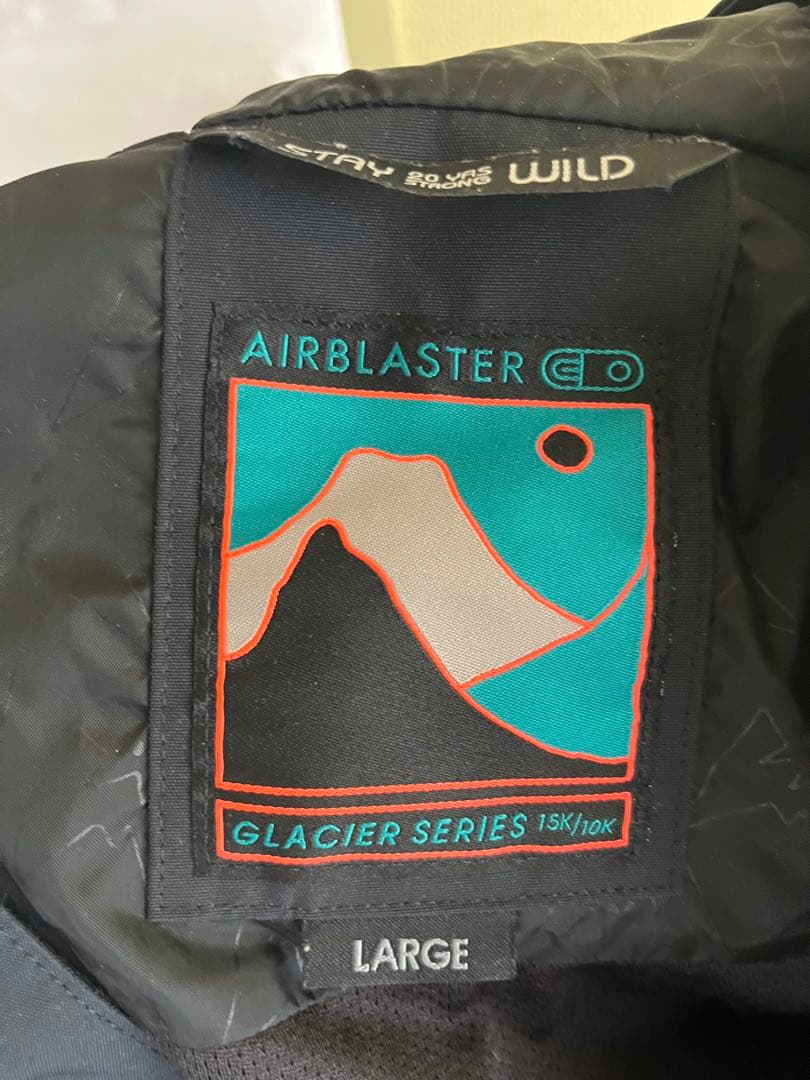 STAY 20 YRS STRONG WILD
AIRBLASTER
GLACIER SERIES 15K/10K
LARGE